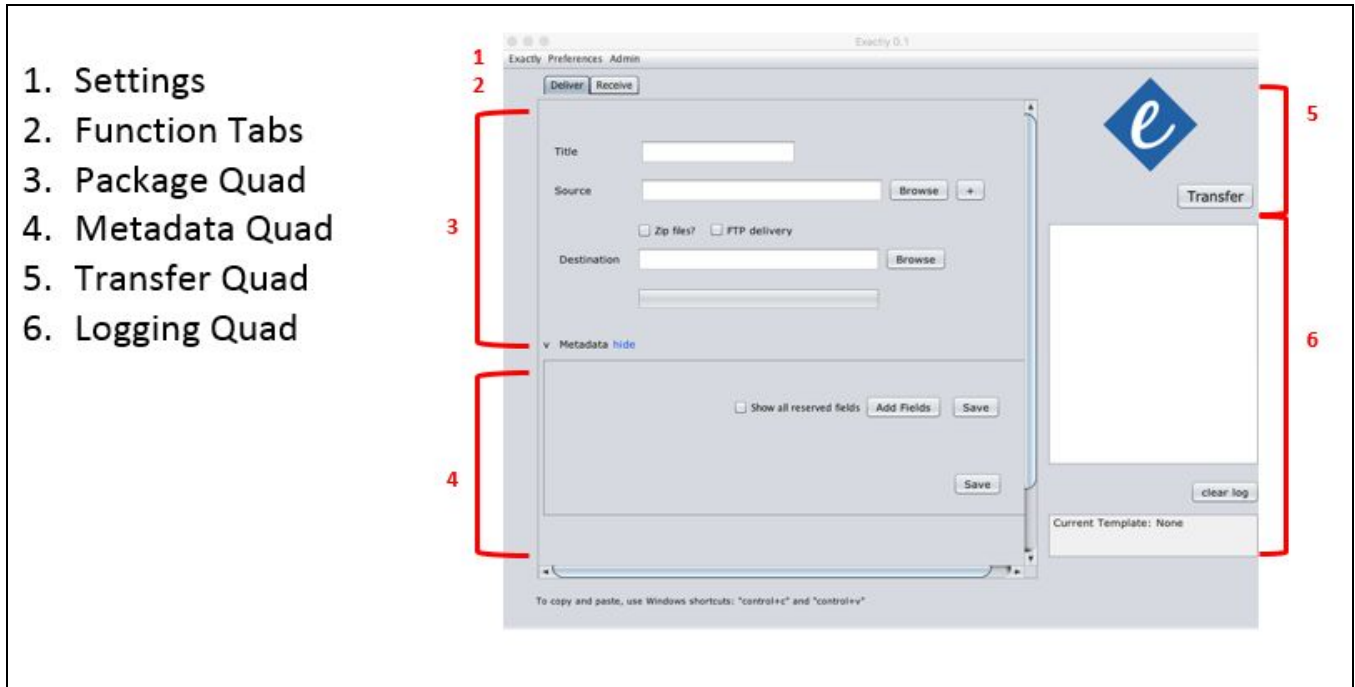 1. Settings
2. Function Tabs
3. Package Quad
4. Metadata Quad
5. Transfer Quad
6. Logging Quad
Exactly 0.1
1
Exactly Preferences Admin
2
Deliver Receive
3
Title
Source Browse +
Zip files? FTP delivery
Destination Browse
v Metadata hide
4
Show all reserved fields Add Fields Save
Save
To copy and paste, use Windows shortcuts: "control+c" and "control+v"
e
5
Transfer
6
clear log
Current Template: None